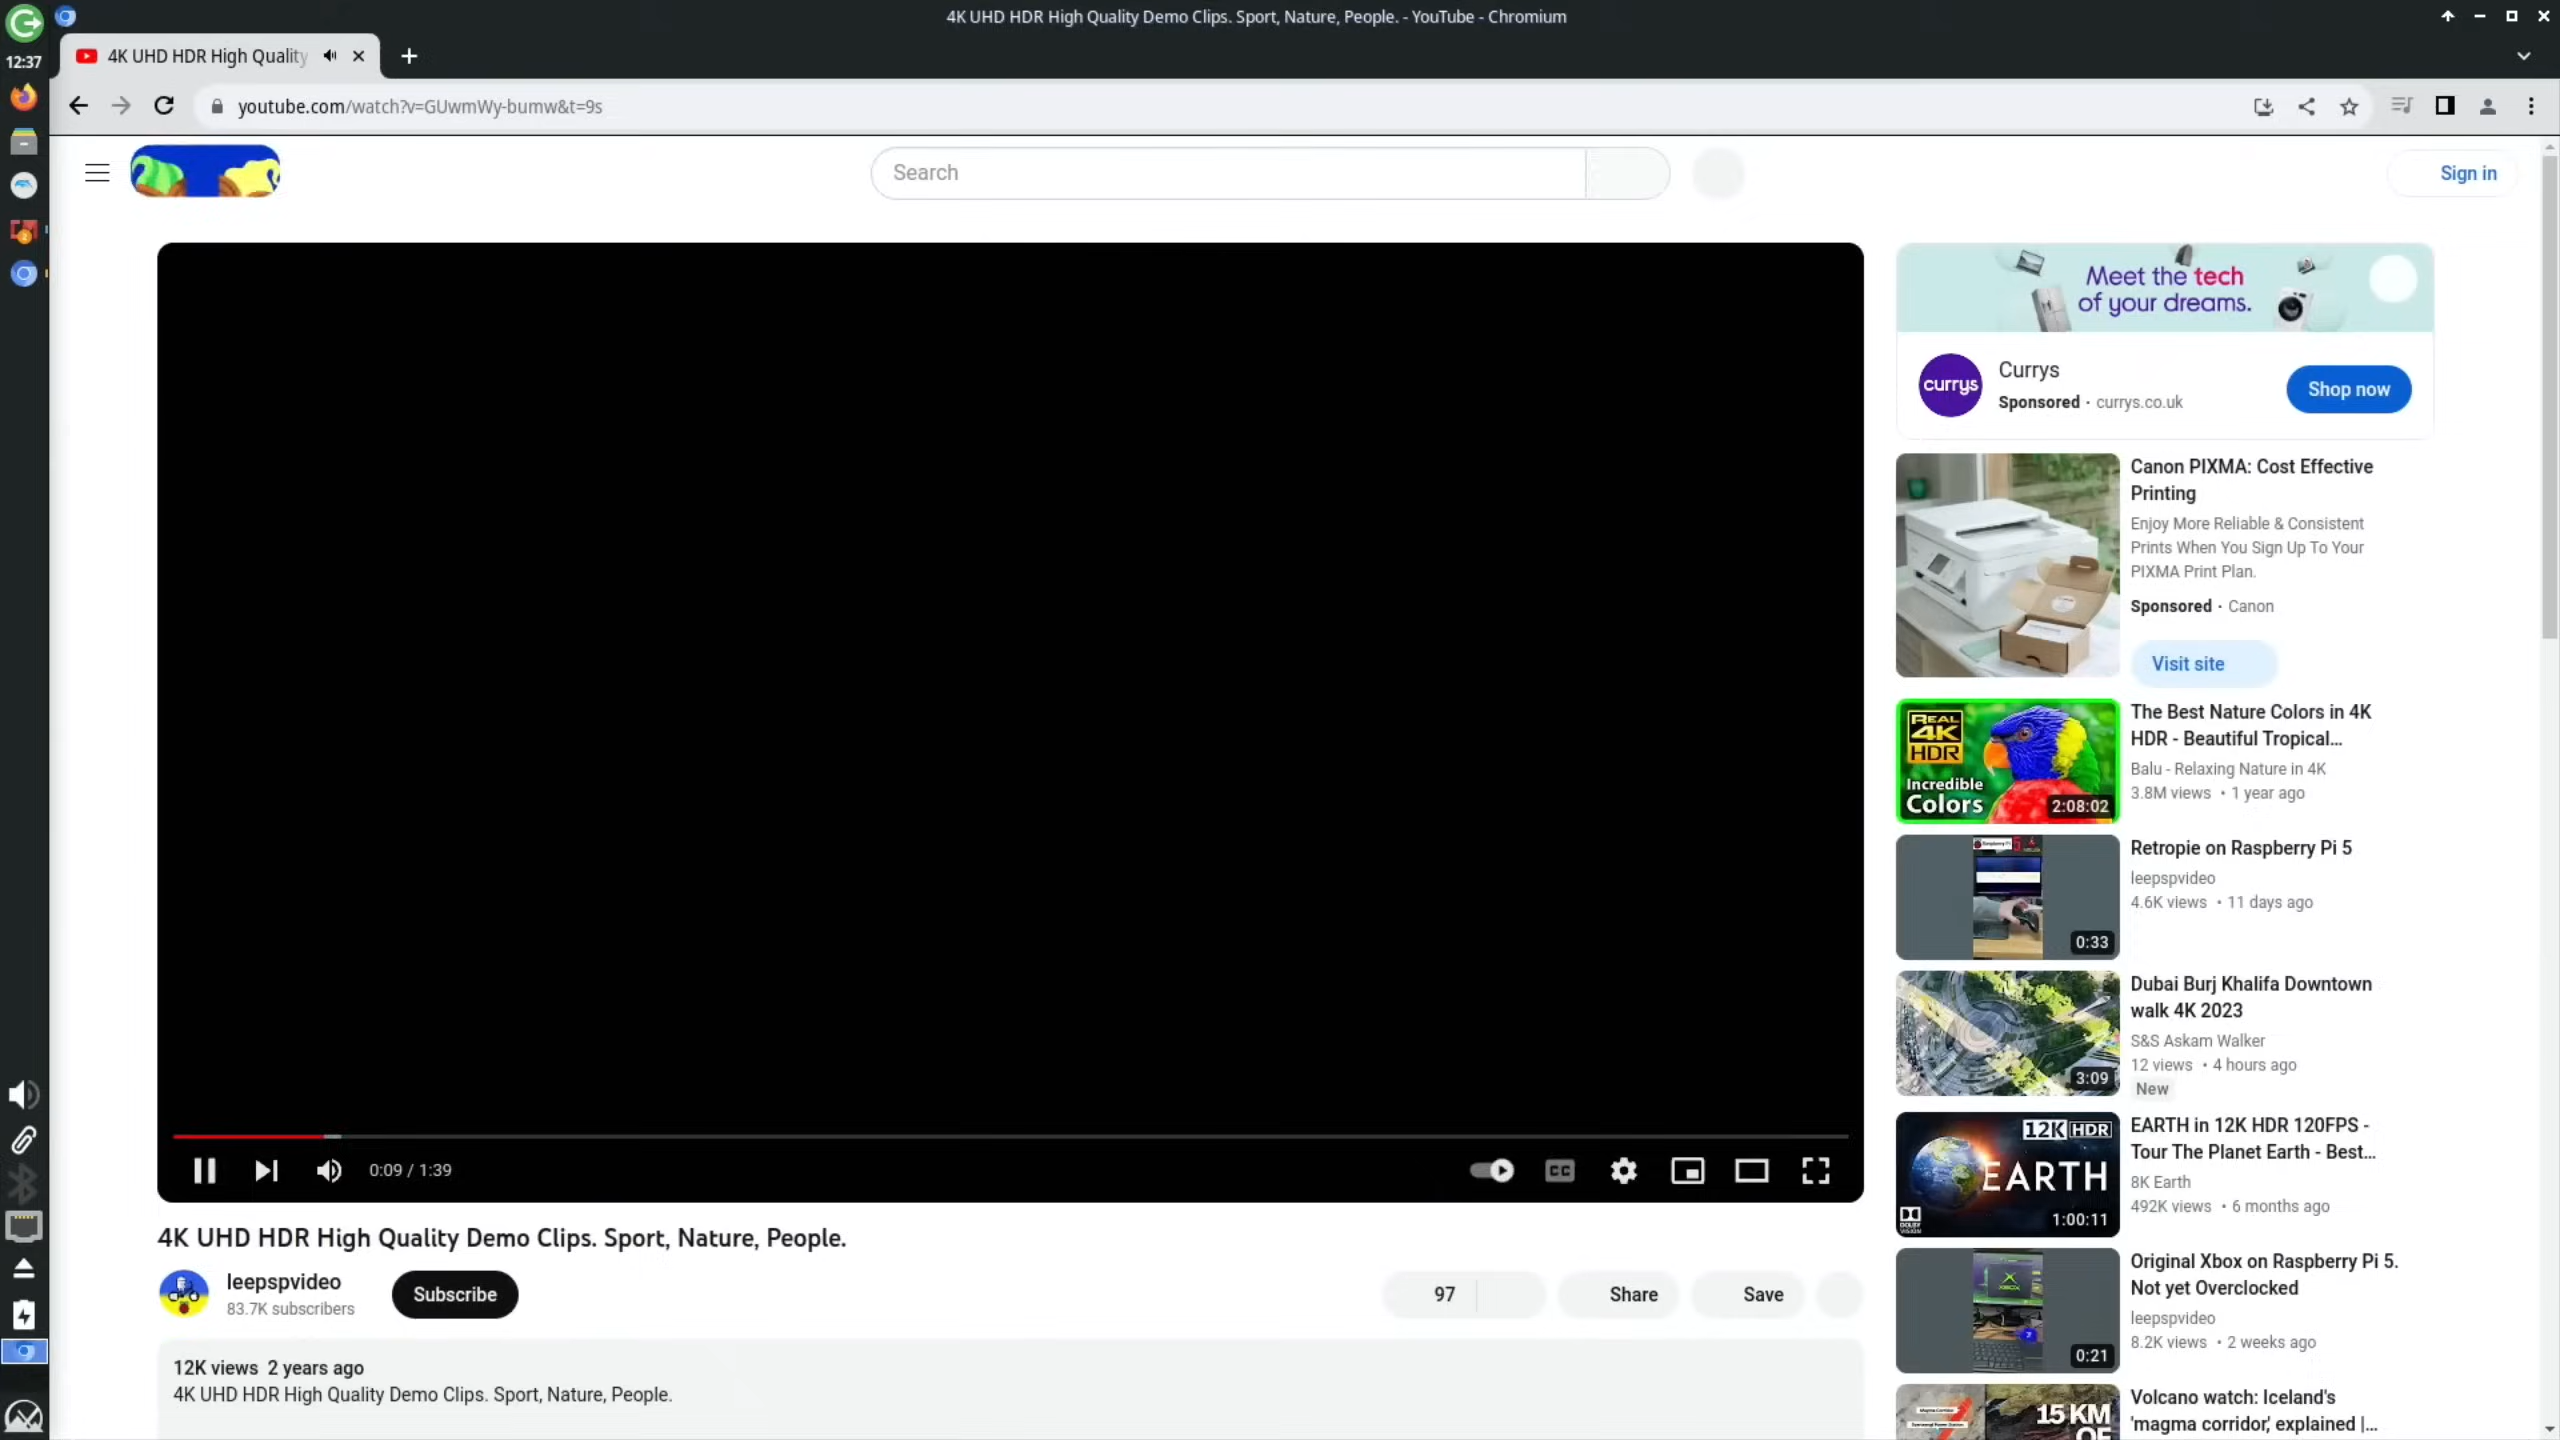 4K UHD HDR High Quality Demo Clips. Sport, Nature, People. - YouTube - Chromium
12:37
4K UHD HDR High Quality
youtube.com/watch?v=GUwmWy-bumw&t=9s
Search
Sign in
Meet the tech
of your dreams.
currys
Currys
Sponsored · currys.co.uk
Shop now
Canon PIXMA: Cost Effective
Printing
Enjoy More Reliable & Consistent
Prints When You Sign Up To Your
PIXMA Print Plan.
Sponsored · Canon
Visit site
REAL
4K
HDR
Incredible
Colors
2:08:02
The Best Nature Colors in 4K
HDR - Beautiful Tropical...
Balu - Relaxing Nature in 4K
3.8M views • 1 year ago
0:33
Retropie on Raspberry Pi 5
leepspvideo
4.6K views • 11 days ago
3:09
Dubai Burj Khalifa Downtown
walk 4K 2023
S&S Askam Walker
12 views • 4 hours ago
New
12K HDR
EARTH
1:00:11
EARTH in 12K HDR 120FPS -
Tour The Planet Earth - Best...
8K Earth
492K views • 6 months ago
XBOX
0:21
Original Xbox on Raspberry Pi 5.
Not yet Overclocked
leepspvideo
8.2K views • 2 weeks ago
15 KM
OF
Volcano watch: Iceland's
'magma corridor,' explained |...
0:09 / 1:39
CC
4K UHD HDR High Quality Demo Clips. Sport, Nature, People.
leepspvideo
83.7K subscribers
Subscribe
97
Share
Save
12K views 2 years ago
4K UHD HDR High Quality Demo Clips. Sport, Nature, People.